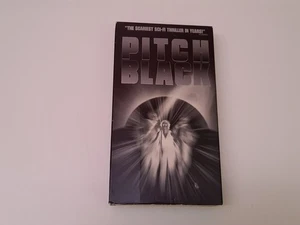 "THE SCARIEST SCI-FI THRILLER IN YEARS!"
PITCH
BLACK